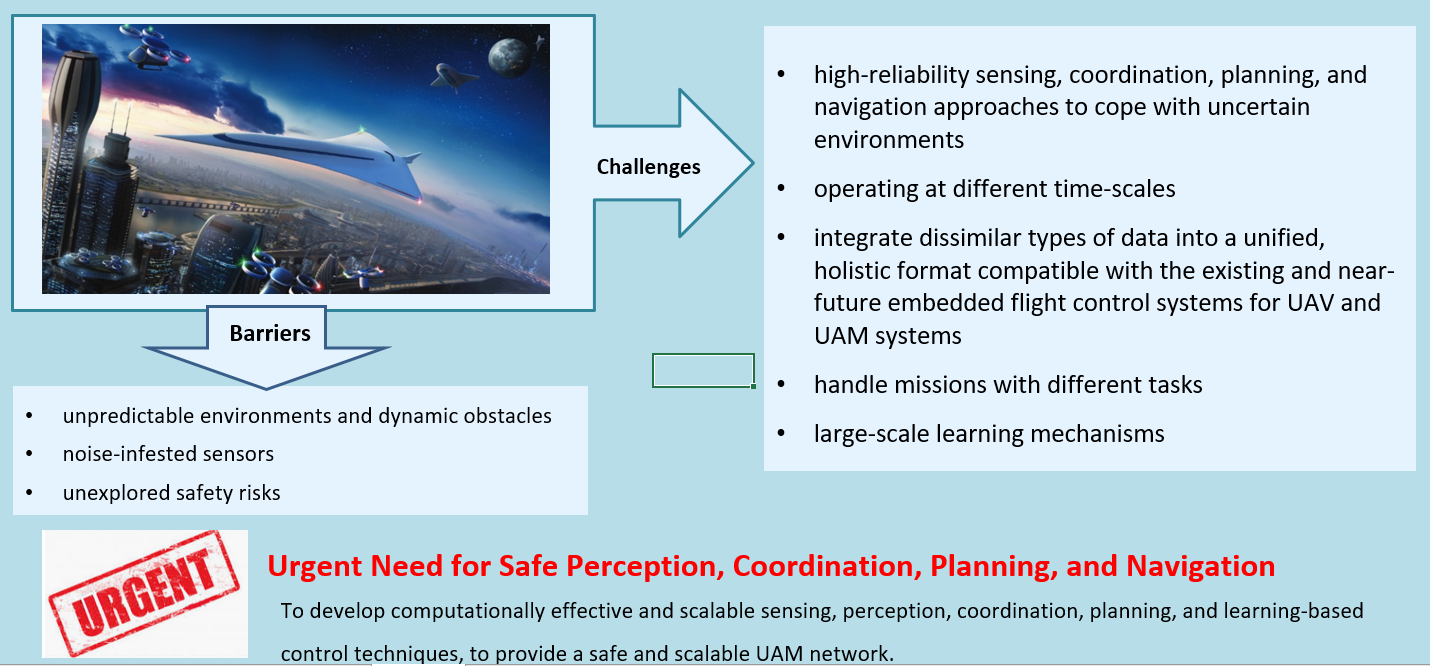 Challenges
• high-reliability sensing, coordination, planning, and
navigation approaches to cope with uncertain
environments
• operating at different time-scales
• integrate dissimilar types of data into a unified,
holistic format compatible with the existing and near-
future embedded flight control systems for UAV and
UAM systems
• handle missions with different tasks
• large-scale learning mechanisms
Barriers
• unpredictable environments and dynamic obstacles
• noise-infested sensors
• unexplored safety risks
URGENT
Urgent Need for Safe Perception, Coordination, Planning, and Navigation
To develop computationally effective and scalable sensing, perception, coordination, planning, and learning-based
control techniques, to provide a safe and scalable UAM network.